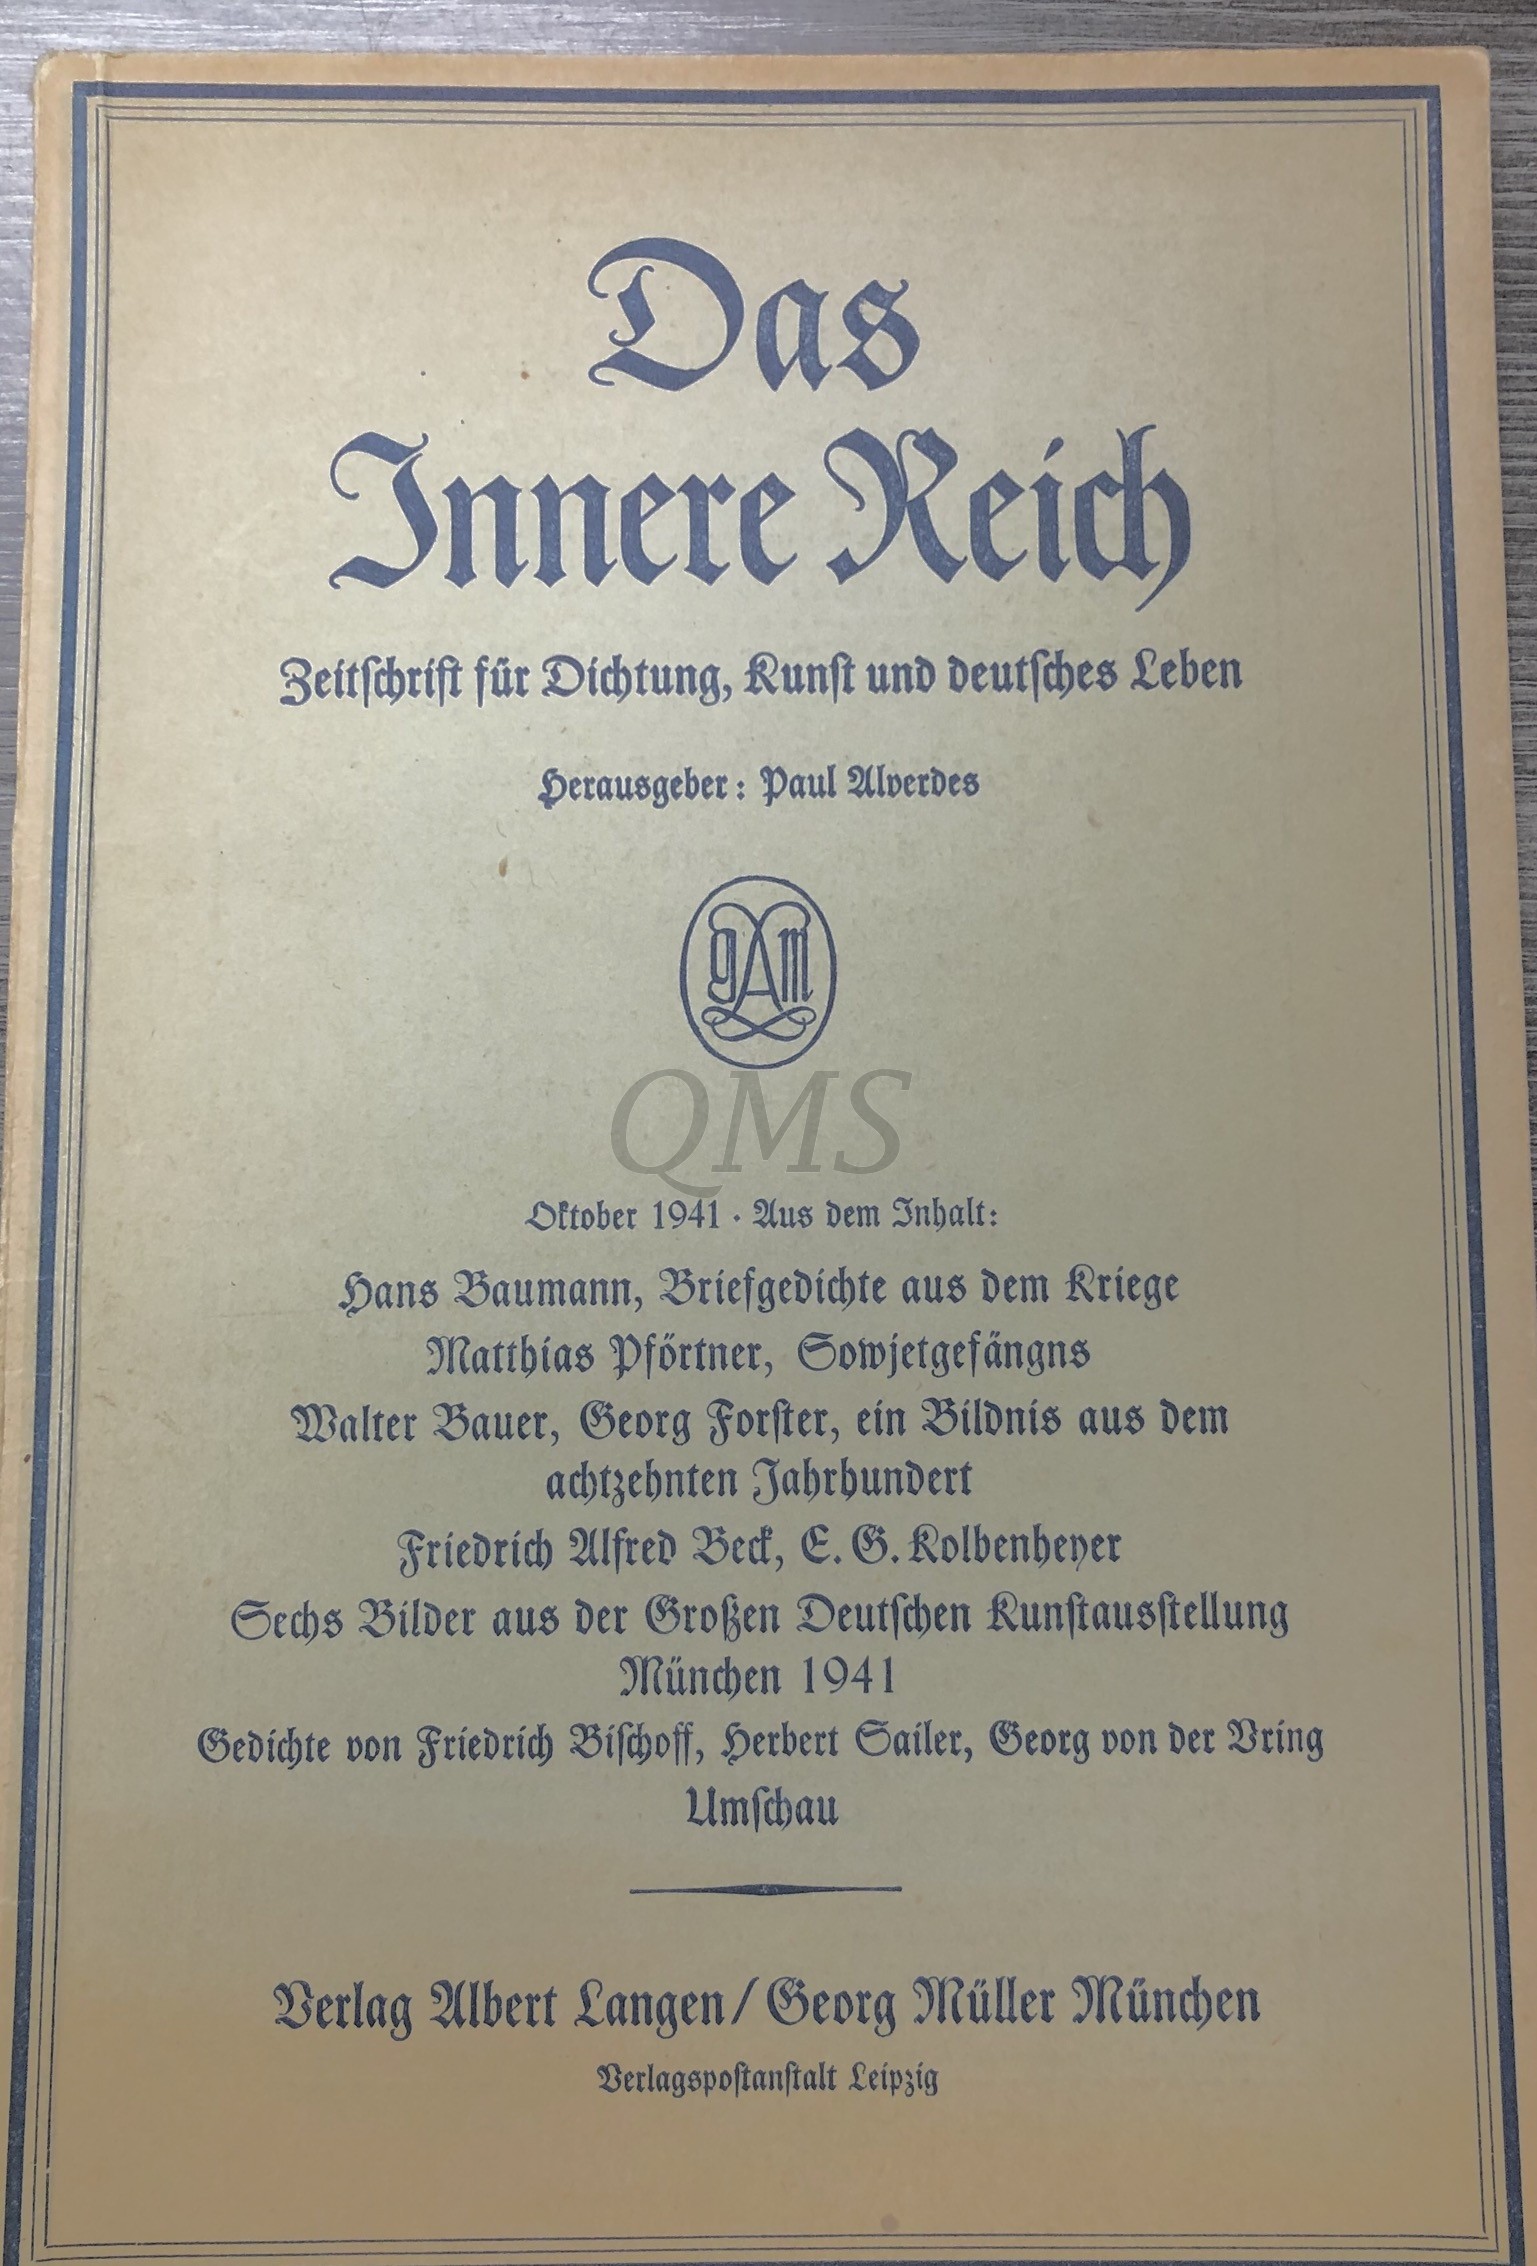 Das
Innere Reich
Zeitschrift für Dichtung, Kunst und deutsches Leben
Herausgeber: Paul Alverdes
gAm
QMS
Oktober 1941 · Aus dem Inhalt:
Hans Baumann, Briefgedichte aus dem Kriege
Matthias Pförtner, Sowjetgefängns
Walter Bauer, Georg Forster, ein Bildnis aus dem
achtzehnten Jahrhundert
Friedrich Alfred Beck, E. G. Kolbenheyer
Sechs Bilder aus der Großen Deutschen Kunstausstellung
München 1941
Gedichte von Friedrich Bischoff, Herbert Sailer, Georg von der Vring
Umschau
Verlag Albert Langen/Georg Müller München
Verlagspostanstalt Leipzig